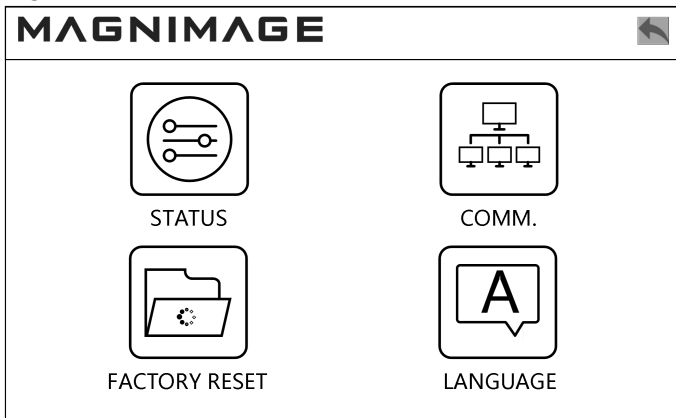 MAGNIMAGE
STATUS
COMM.
A
FACTORY RESET
LANGUAGE